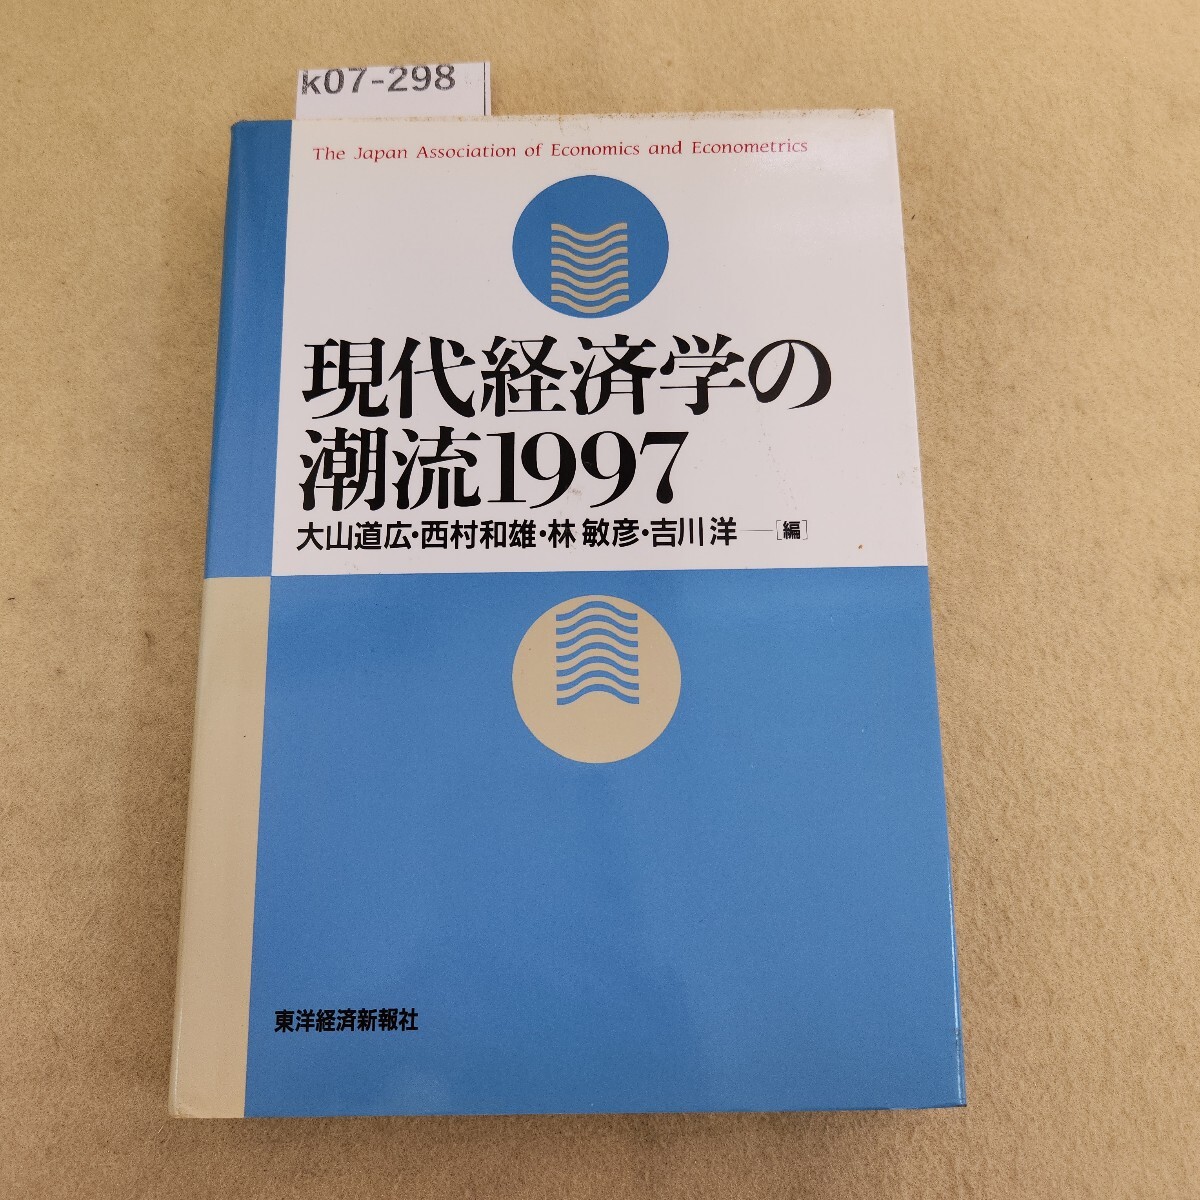 k07-298
The Japan Association of Economics and Econometrics
現代経済学の
潮流1997
大山道広・西村和雄・林 敏彦・吉川 洋──[編]
東洋経済新報社